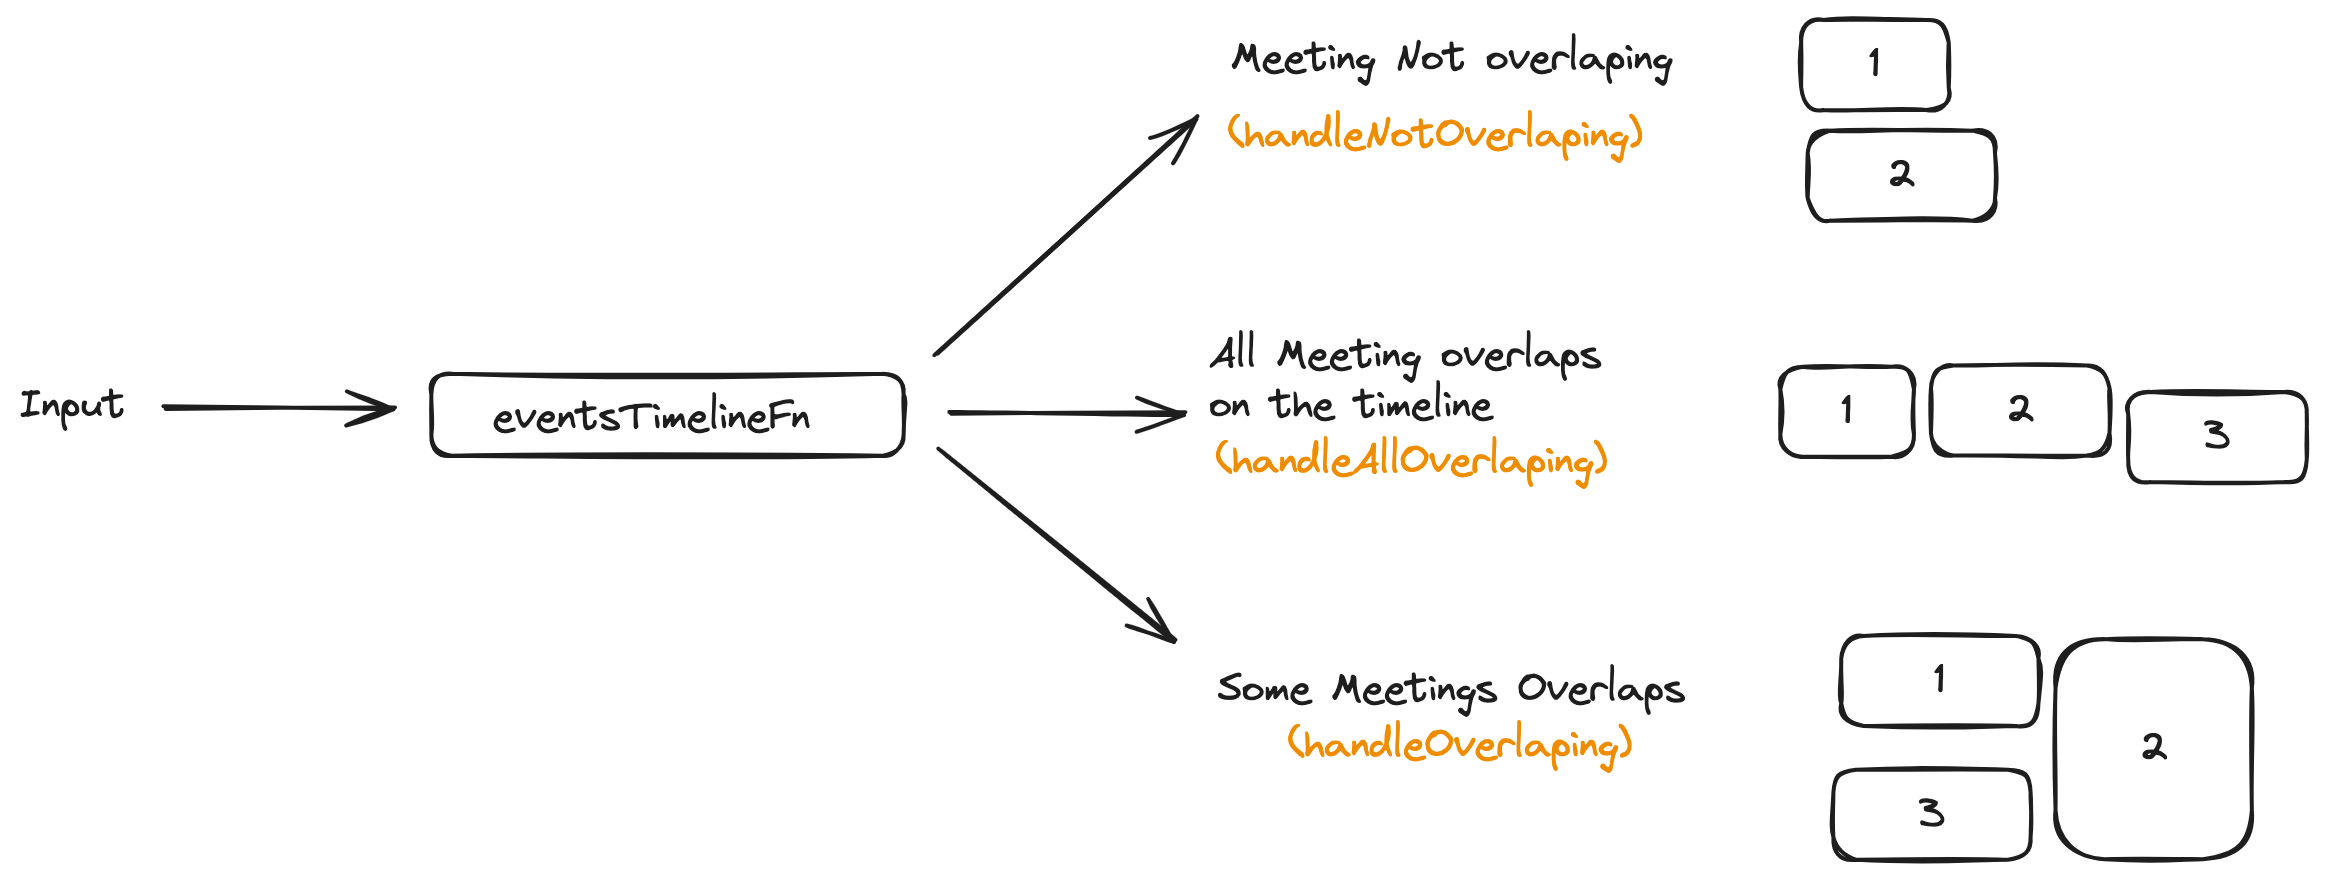 Input
eventsTimelineFn
Meeting Not overlaping
(handleNotOverlaping)
1
2
All Meeting overlaps
on the timeline
(handleAllOverlaping)
1
2
3
Some Meetings Overlaps
(handleOverlaping)
1
2
3